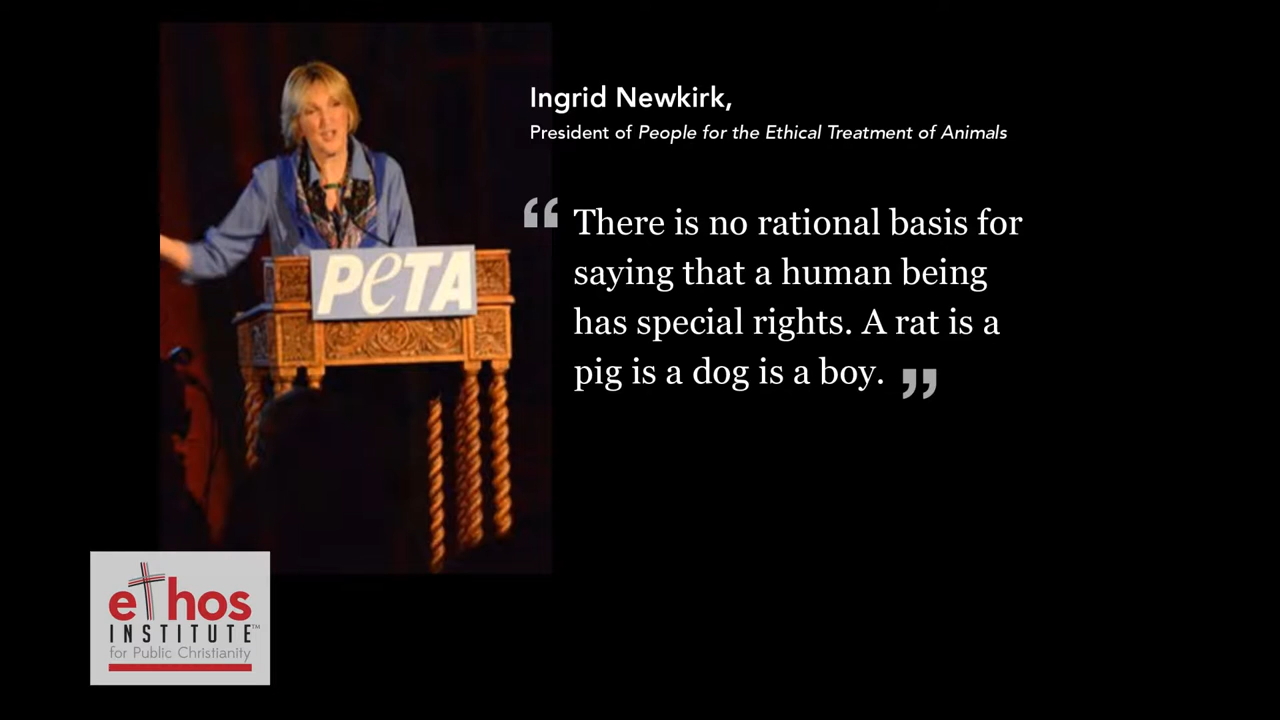 Ingrid Newkirk,
President of People for the Ethical Treatment of Animals
“ There is no rational basis for
saying that a human being
has special rights. A rat is a
pig is a dog is a boy. ”
PeTA
ethos
INSTITUTE™
for Public Christianity